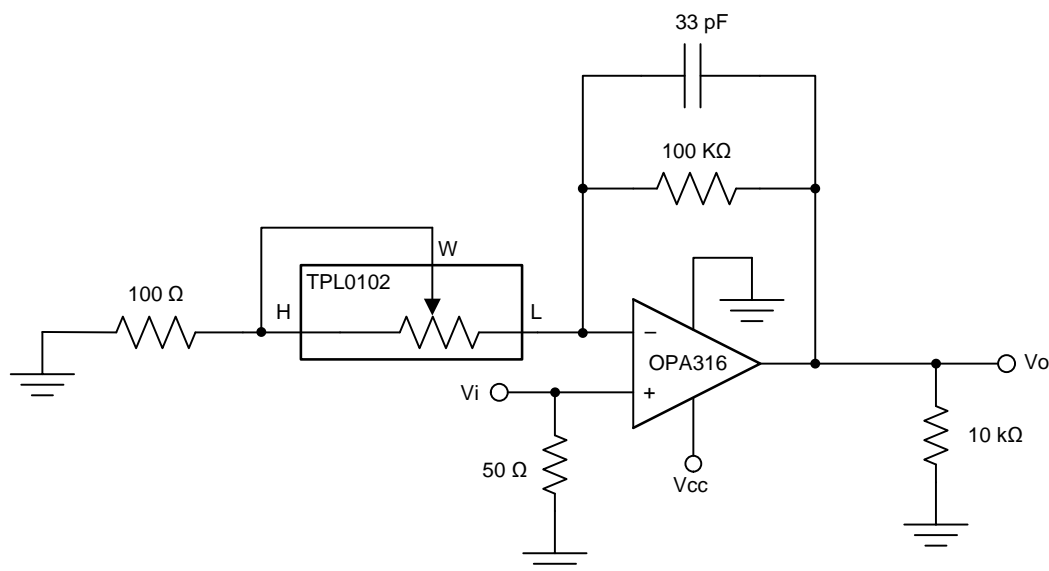 33 pF
100 KΩ
W
TPL0102
100 Ω
H
L
−
OPA316
Vi
+
Vo
50 Ω
10 kΩ
Vcc